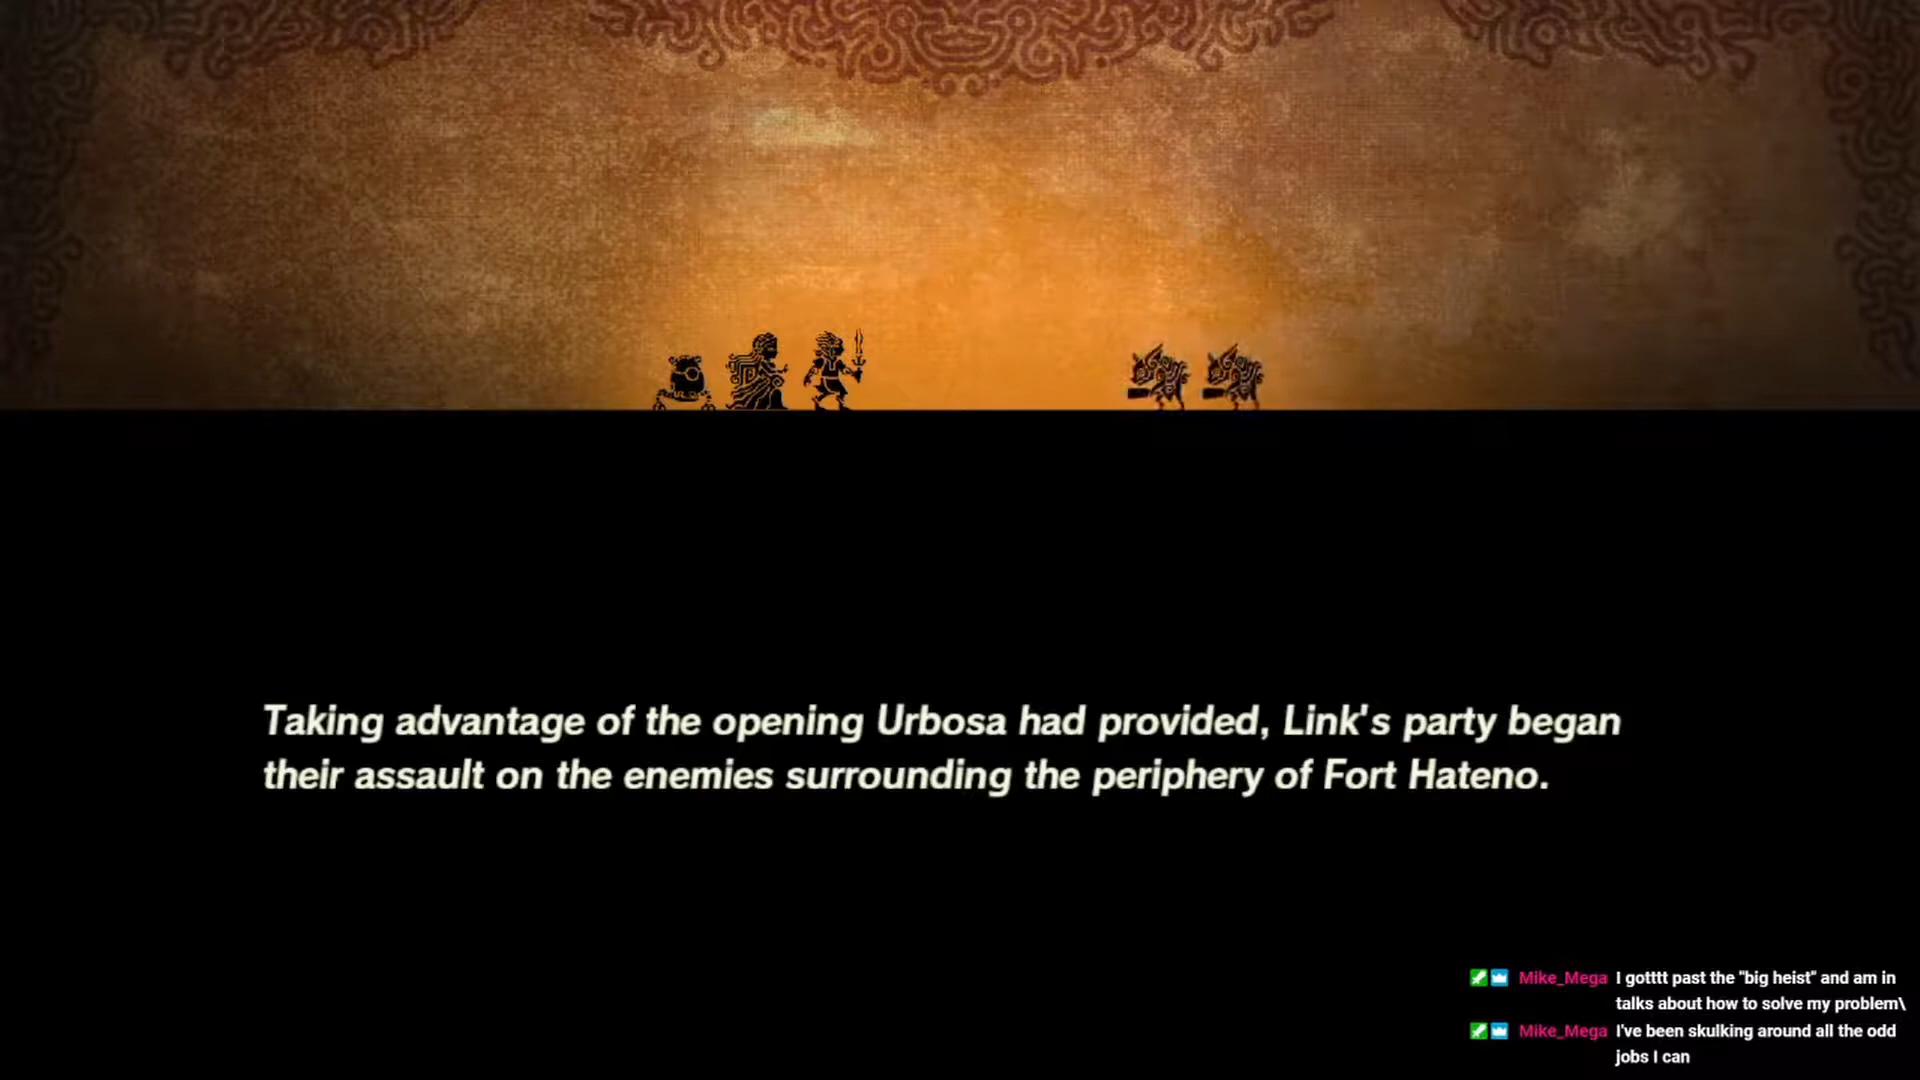 Taking advantage of the opening Urbosa had provided, Link's party began
their assault on the enemies surrounding the periphery of Fort Hateno.
Mike_Mega I gotttt past the "big heist" and am in
talks about how to solve my problem\
Mike_Mega I've been skulking around all the odd
jobs I can